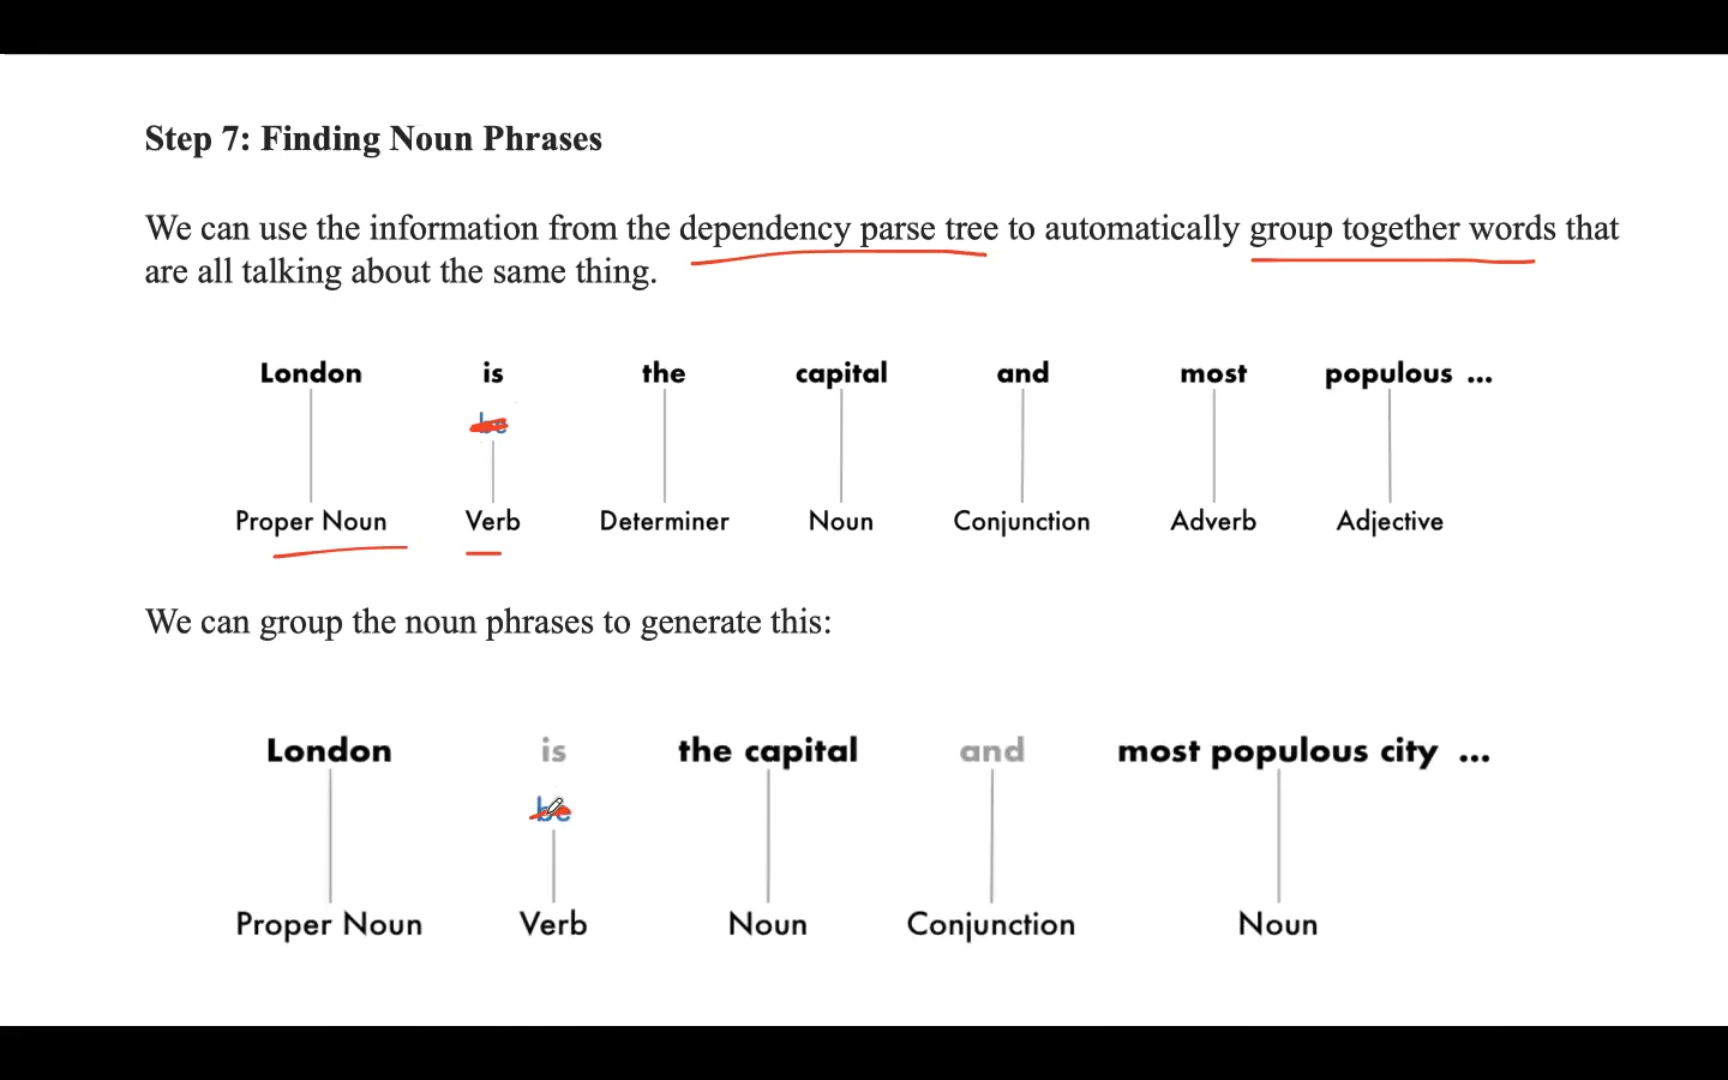 Step 7: Finding Noun Phrases
We can use the information from the dependency parse tree to automatically group together words that
are all talking about the same thing.
London is the capital and most populous ...
be
Proper Noun Verb Determiner Noun Conjunction Adverb Adjective
We can group the noun phrases to generate this:
London is the capital and most populous city ...
be
Proper Noun Verb Noun Conjunction Noun